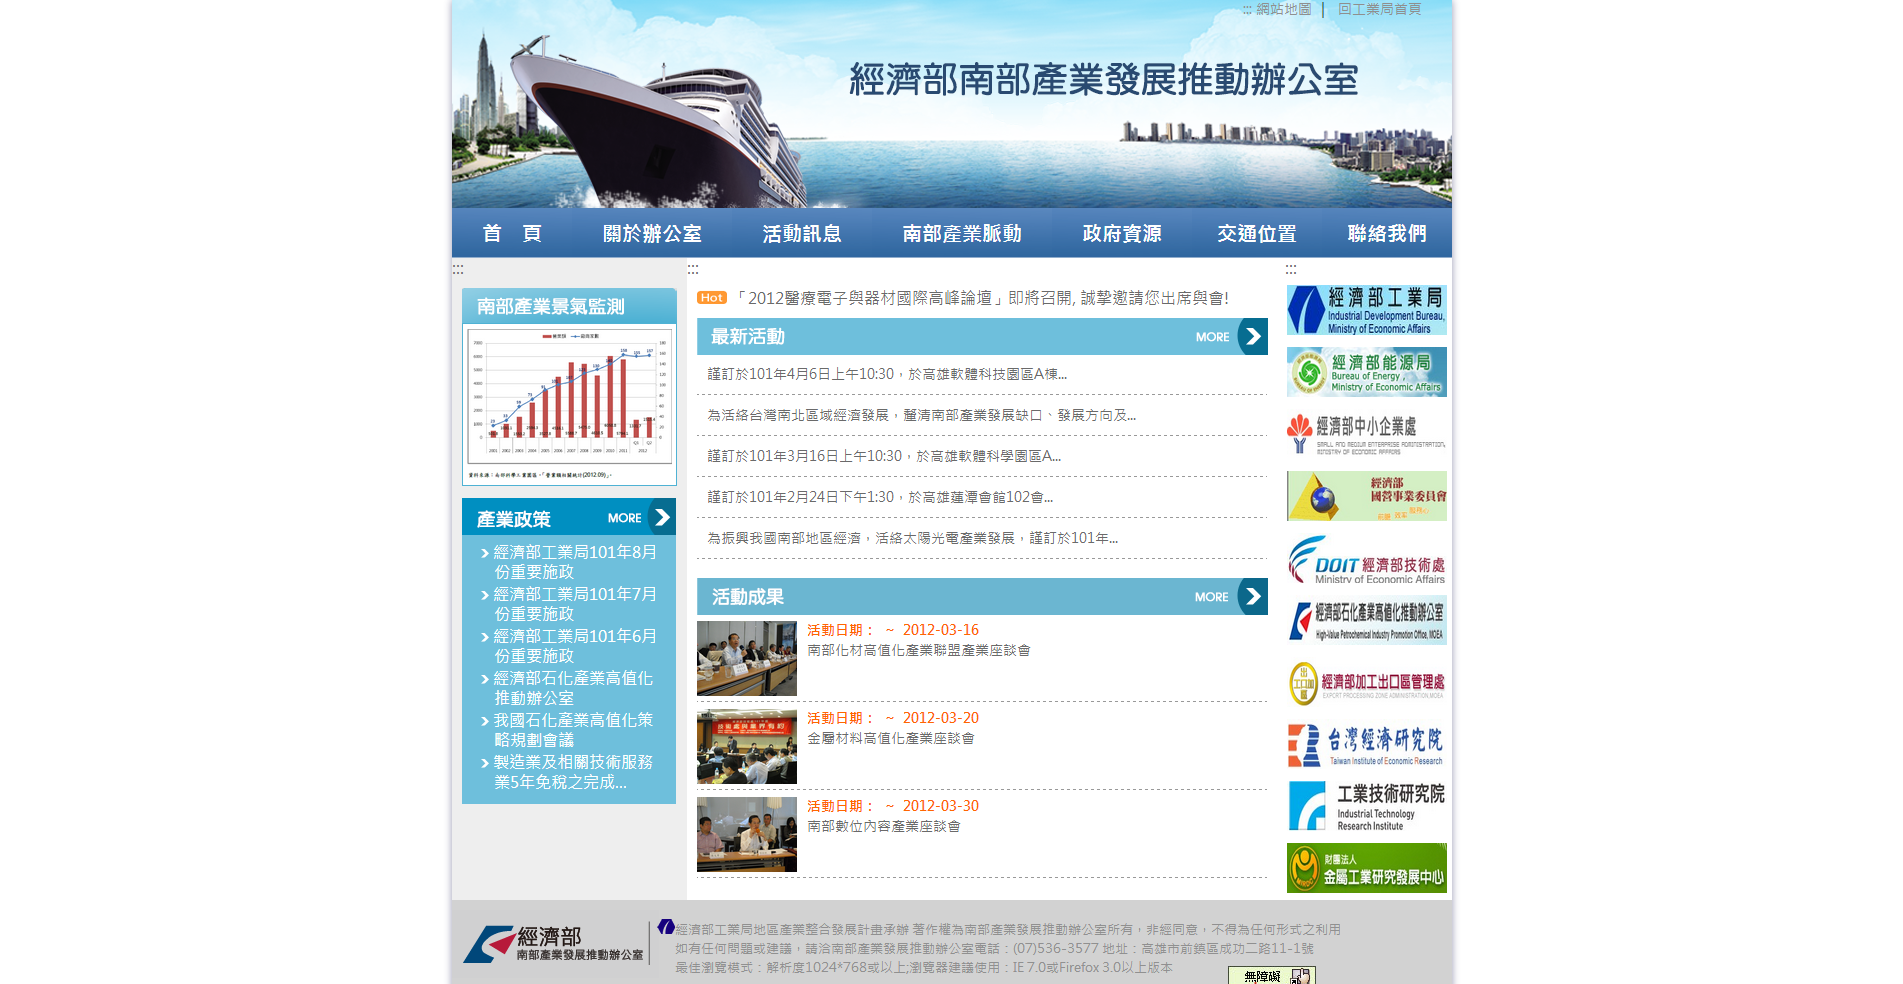 ::: 網站地圖 | 回工業局首頁
經濟部南部產業發展推動辦公室
首 頁 關於辦公室 活動訊息 南部產業脈動 政府資源 交通位置 聯絡我們
:::
南部產業景氣監測
產業政策 MORE
經濟部工業局101年8月
份重要施政
經濟部工業局101年7月
份重要施政
經濟部工業局101年6月
份重要施政
經濟部石化產業高值化
推動辦公室
我國石化產業高值化策
略規劃會議
製造業及相關技術服務
業5年免稅之完成...
:::
Hot 「2012醫療電子與器材國際高峰論壇」即將召開, 誠摯邀請您出席與會!
最新活動 MORE
謹訂於101年4月6日上午10:30，於高雄軟體科技園區A棟...
為活絡台灣南北區域經濟發展，釐清南部產業發展缺口、發展方向及...
謹訂於101年3月16日上午10:30，於高雄軟體科學園區A...
謹訂於101年2月24日下午1:30，於高雄蓮潭會館102會...
為振興我國南部地區經濟，活絡太陽光電產業發展，謹訂於101年...
活動成果 MORE
活動日期： ~ 2012-03-16
南部化材高值化產業聯盟產業座談會
活動日期： ~ 2012-03-20
金屬材料高值化產業座談會
活動日期： ~ 2012-03-30
南部數位內容產業座談會
:::
經濟部工業局
Industrial Development Bureau,
Ministry of Economic Affairs
經濟部能源局
Bureau of Energy,
Ministry of Economic Affairs
經濟部中小企業處
SMALL AND MEDIUM ENTERPRISE ADMINISTRATION,
MINISTRY OF ECONOMIC AFFAIRS
經濟部
國營事業委員會
DOIT 經濟部技術處
Ministry of Economic Affairs
經濟部石化產業高值化推動辦公室
High-Value Petrochemical Industry Promotion Office, MOEA
經濟部加工出口區管理處
EXPORT PROCESSING ZONE ADMINISTRATION,MOEA
台灣經濟研究院
Taiwan Institute of Economic Research
工業技術研究院
Industrial Technology
Research Institute
財團法人
金屬工業研究發展中心
經濟部
南部產業發展推動辦公室
經濟部工業局地區產業整合發展計畫承辦 著作權為南部產業發展推動辦公室所有，非經同意，不得為任何形式之利用
如有任何問題或建議，請洽南部產業發展推動辦公室電話：(07)536-3577 地址：高雄市前鎮區成功二路11-1號
最佳瀏覽模式：解析度1024*768或以上;瀏覽器建議使用：IE 7.0或Firefox 3.0以上版本
無障礙